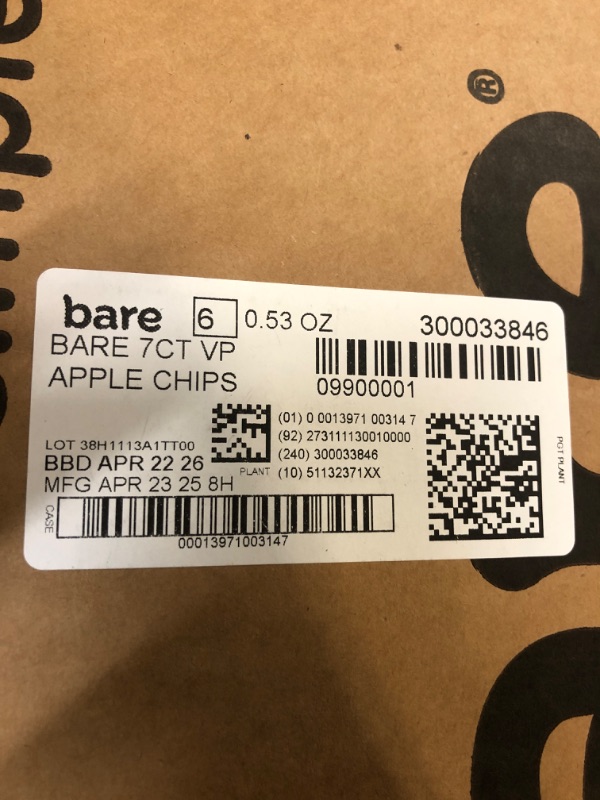 ®
bare 6 0.53 OZ 300033846
BARE 7CT VP
APPLE CHIPS 09900001
(01) 0 0013971 00314 7
(92) 273111130010000
(240) 300033846
(10) 51132371XX
PLANT
PGT PLANT
LOT 38H1113A1TT00
BBD APR 22 26
MFG APR 23 25 8H
CASE
00013971003147